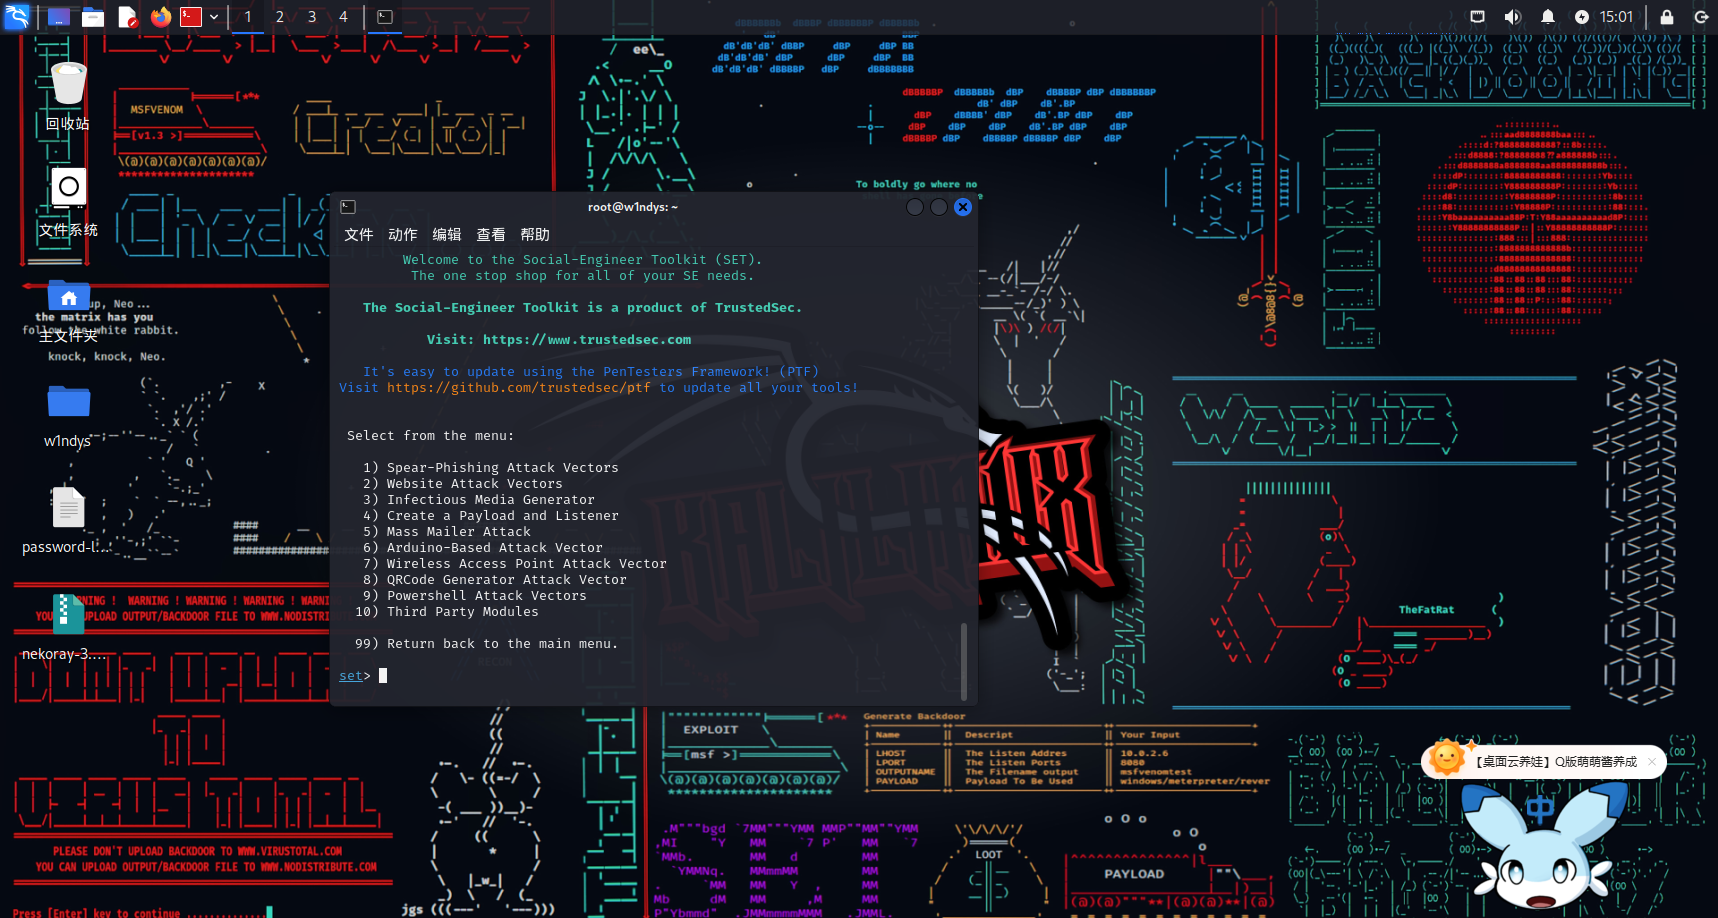 1 2 3 4
15:01
回收站
文件系统
主文件夹
w1ndys
password-l...
nekoray-3....
root@w1ndys: ~
文件 动作 编辑 查看 帮助
Welcome to the Social-Engineer Toolkit (SET).
The one stop shop for all of your SE needs.
The Social-Engineer Toolkit is a product of TrustedSec.
Visit: https://www.trustedsec.com
It's easy to update using the PenTesters Framework! (PTF)
Visit https://github.com/trustedsec/ptf to update all your tools!
Select from the menu:
1) Spear-Phishing Attack Vectors
2) Website Attack Vectors
3) Infectious Media Generator
4) Create a Payload and Listener
5) Mass Mailer Attack
6) Arduino-Based Attack Vector
7) Wireless Access Point Attack Vector
8) QRCode Generator Attack Vector
9) Powershell Attack Vectors
10) Third Party Modules
99) Return back to the main menu.
set>
MSFVENOM
[v1.3 >]
To boldly go where no
up, Neo...
the matrix has you
follow the white rabbit.
knock, knock, Neo.
WARNING ! WARNING ! WARNING ! WARNING !
UPLOAD OUTPUT/BACKDOOR FILE TO WWW.NODISTRIB
PLEASE DON'T UPLOAD BACKDOOR TO WWW.VIRUSTOTAL.COM
YOU CAN UPLOAD OUTPUT/BACKDOOR FILE TO WWW.NODISTRIBUTE.COM
Press [Enter] key to continue
jgs
EXPLOIT
[msf >]
Generate Backdoor
Name Descript Your Input
LHOST The Listen Addres 10.0.2.6
LPORT The Listen Ports 8080
OUTPUTNAME The Filename output msfvenomtest
PAYLOAD Payload To Be Used windows/meterpreter/rever
LOOT
PAYLOAD
TheFatRat
wapiti
【桌面云养娃】Q版萌萌酱养成
中